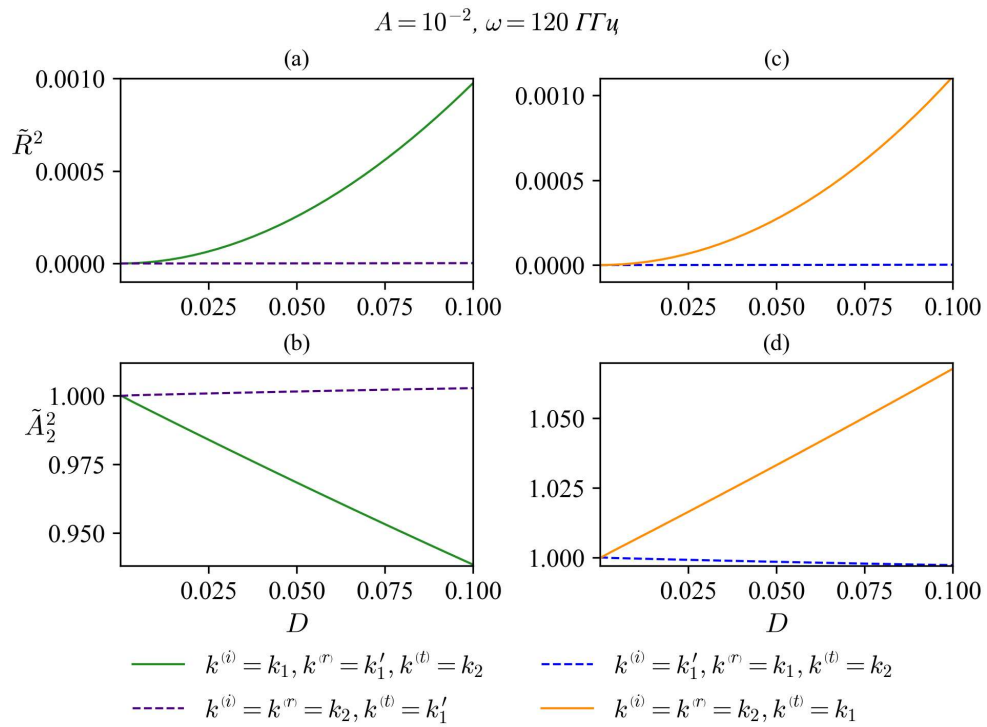 A = 10⁻², ω = 120 ГГц
(a) (c)
0.0010 0.0010
R̃²
0.0005 0.0005
0.0000 0.0000
0.025 0.050 0.075 0.100 0.025 0.050 0.075 0.100
(b) (d)
1.000 1.050
Ã₂²
0.975 1.025
0.950 1.000
0.025 0.050 0.075 0.100 0.025 0.050 0.075 0.100
D D
k⁽ⁱ⁾ = k₁, k⁽ʳ⁾ = k₁′, k⁽ᵗ⁾ = k₂ k⁽ⁱ⁾ = k₁′, k⁽ʳ⁾ = k₁, k⁽ᵗ⁾ = k₂
k⁽ⁱ⁾ = k⁽ʳ⁾ = k₂, k⁽ᵗ⁾ = k₁′ k⁽ⁱ⁾ = k⁽ʳ⁾ = k₂, k⁽ᵗ⁾ = k₁